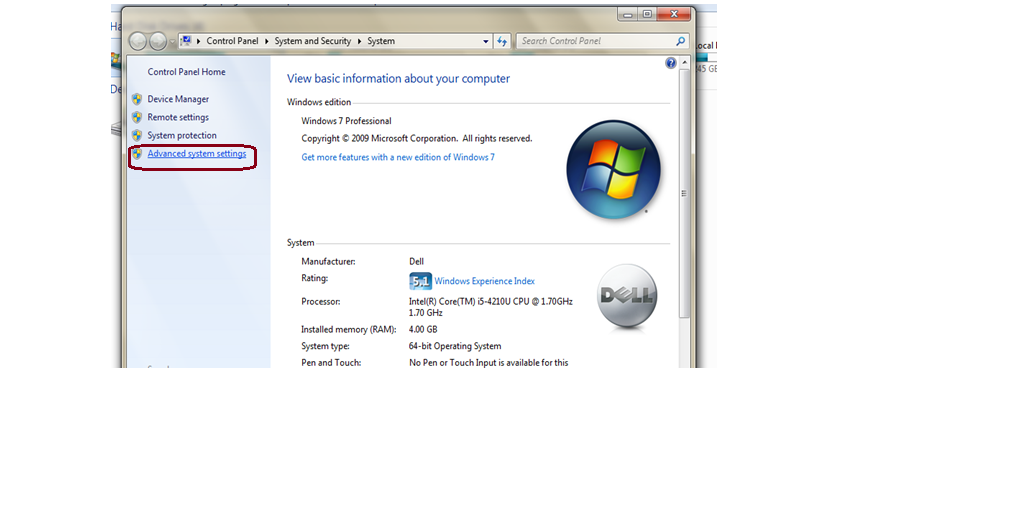 Control Panel System and Security System
Search Control Panel
Control Panel Home
Device Manager
Remote settings
System protection
Advanced system settings
View basic information about your computer
Windows edition
Windows 7 Professional
Copyright © 2009 Microsoft Corporation. All rights reserved.
Get more features with a new edition of Windows 7
System
Manufacturer: Dell
Rating: 5.1 Windows Experience Index
Processor: Intel(R) Core(TM) i5-4210U CPU @ 1.70GHz
1.70 GHz
Installed memory (RAM): 4.00 GB
System type: 64-bit Operating System
Pen and Touch: No Pen or Touch Input is available for this
DELL